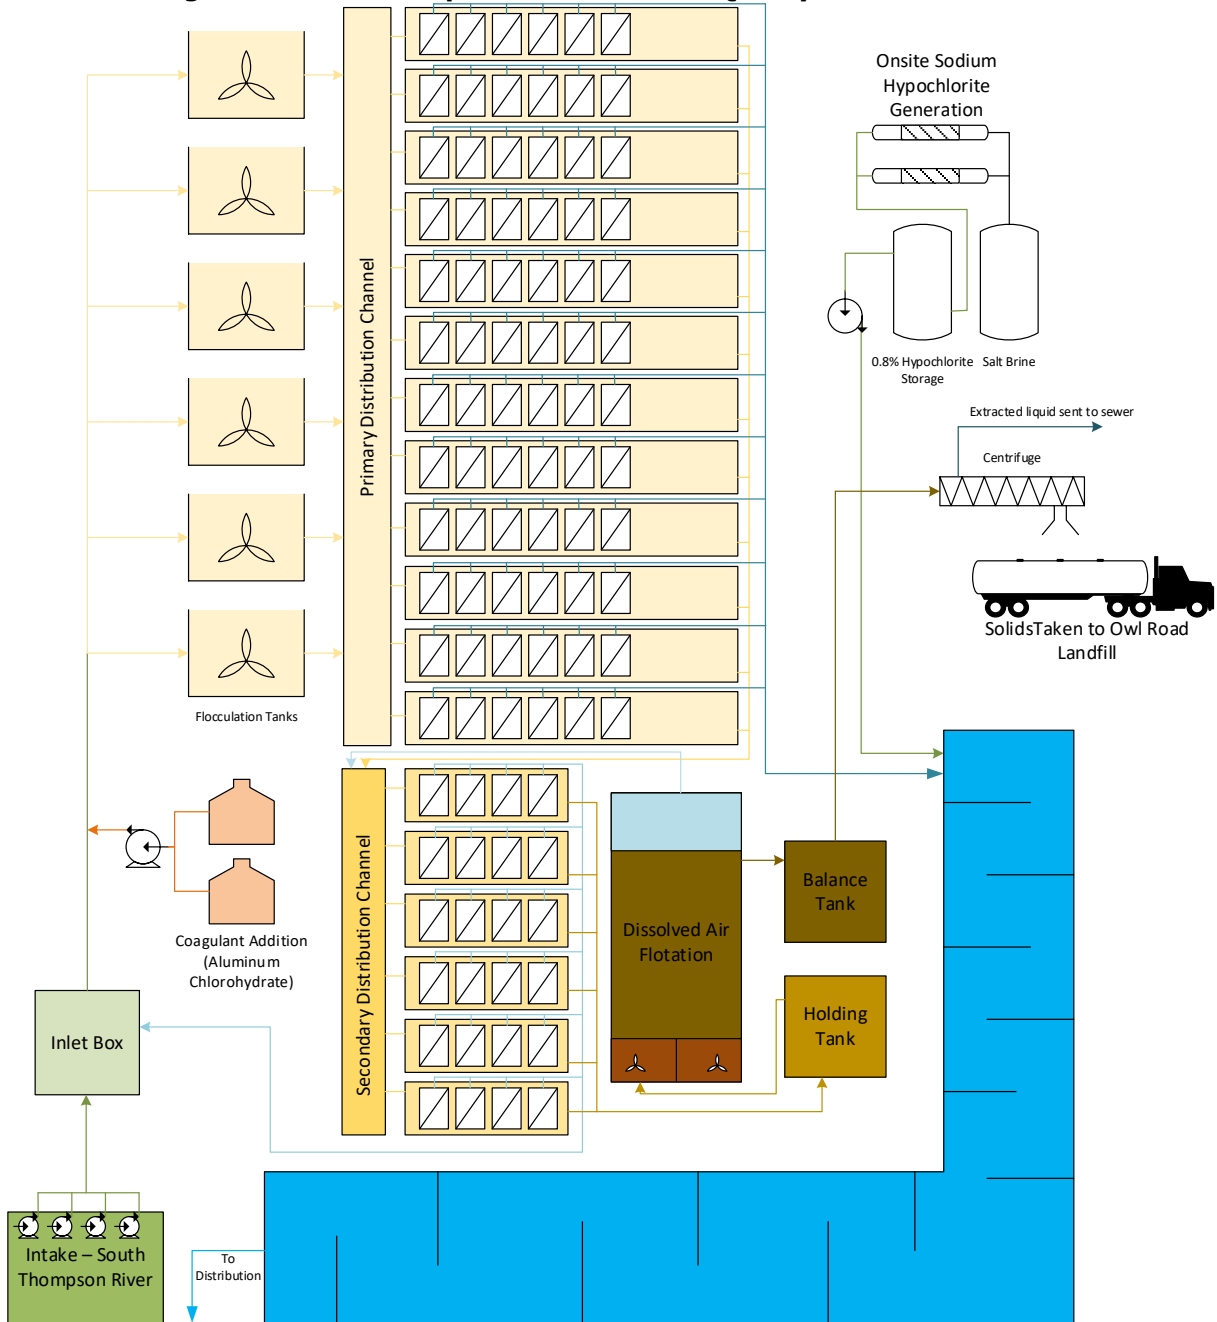 Onsite Sodium
Hypochlorite
Generation
0.8% Hypochlorite
Storage
Salt Brine
Extracted liquid sent to sewer
Centrifuge
SolidsTaken to Owl Road
Landfill
Primary Distribution Channel
Flocculation Tanks
Coagulant Addition
(Aluminum
Chlorohydrate)
Secondary Distribution Channel
Dissolved Air
Flotation
Balance
Tank
Holding
Tank
Inlet Box
Intake – South
Thompson River
To
Distribution